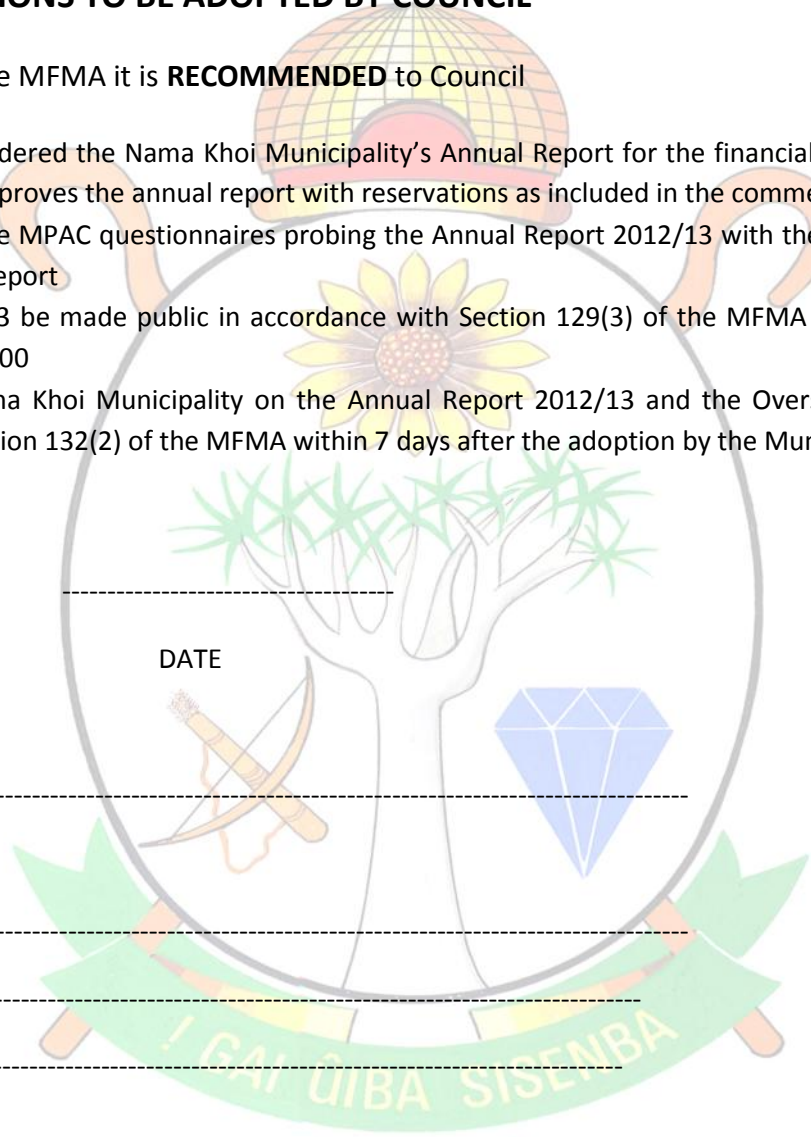 IONS TO BE ADOPTED BY COUNCIL
e MFMA it is RECOMMENDED to Council
dered the Nama Khoi Municipality's Annual Report for the financial
proves the annual report with reservations as included in the comme
e MPAC questionnaires probing the Annual Report 2012/13 with the
eport
3 be made public in accordance with Section 129(3) of the MFMA
00
na Khoi Municipality on the Annual Report 2012/13 and the Over
ion 132(2) of the MFMA within 7 days after the adoption by the Mun
-------------------------------------
DATE
! GAI ÛIBA SISENBA